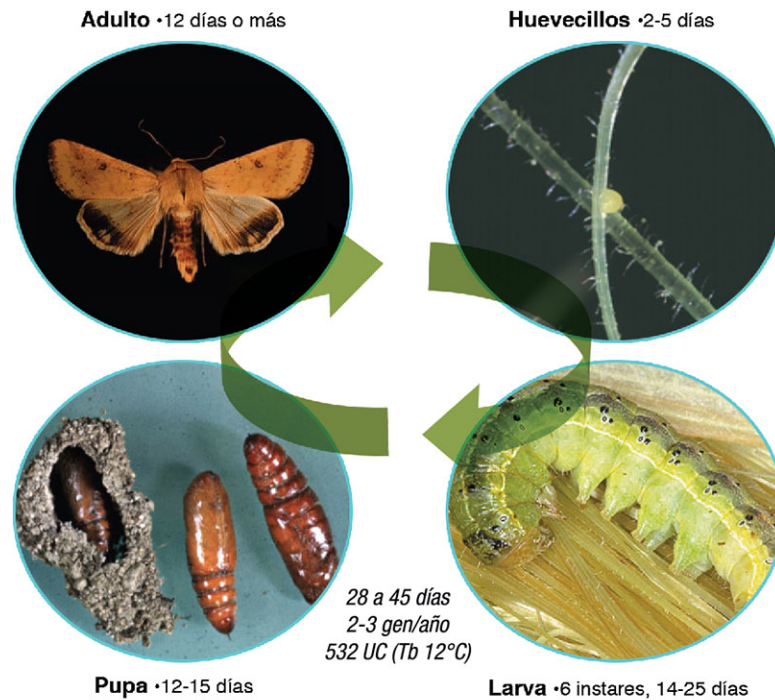 Adulto •12 días o más
Huevecillos •2-5 días
28 a 45 días
2-3 gen/año
532 UC (Tb 12°C)
Pupa •12-15 días
Larva •6 instares, 14-25 días